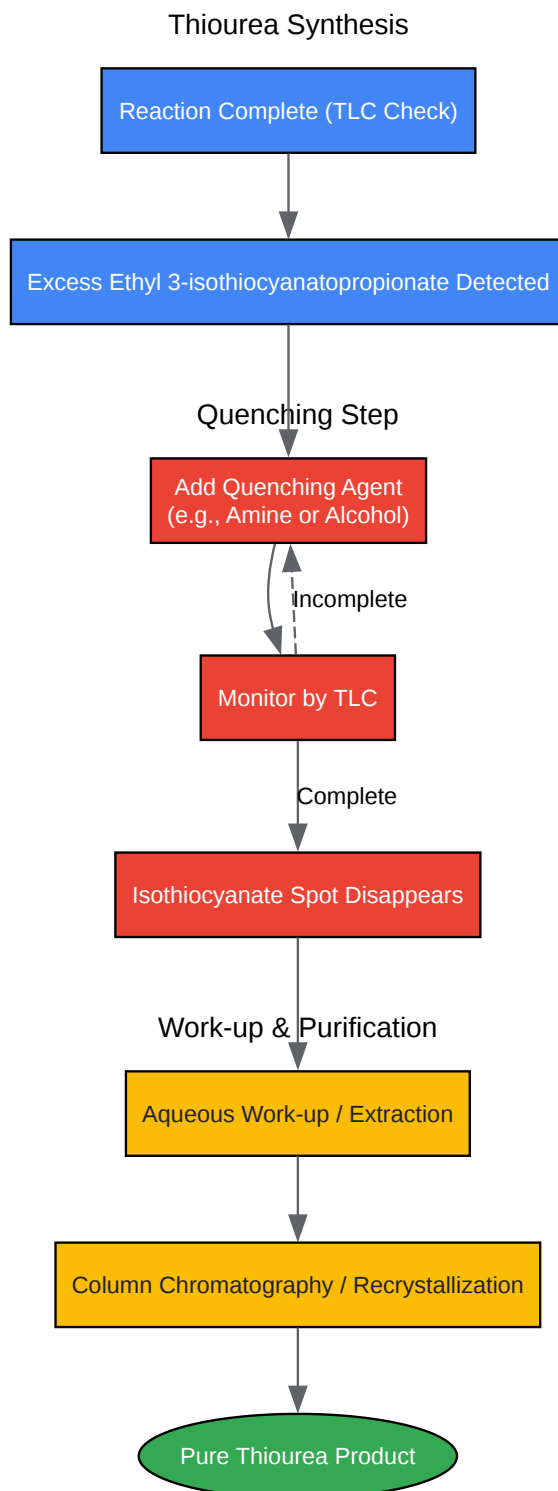 Thiourea Synthesis
Reaction Complete (TLC Check)
Excess Ethyl 3-isothiocyanatopropionate Detected
Quenching Step
Add Quenching Agent
(e.g., Amine or Alcohol)
Incomplete
Monitor by TLC
Complete
Isothiocyanate Spot Disappears
Work-up & Purification
Aqueous Work-up / Extraction
Column Chromatography / Recrystallization
Pure Thiourea Product